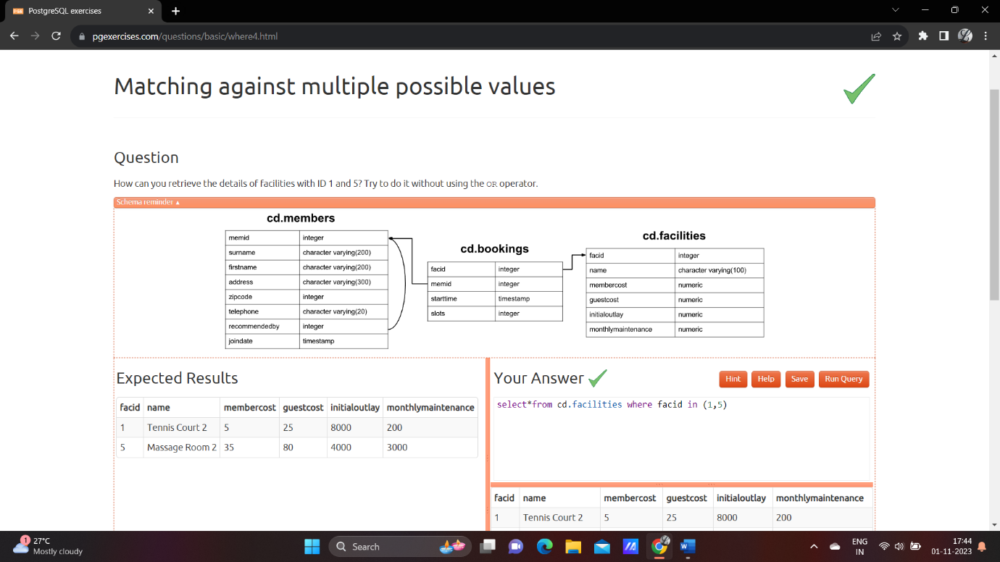 PostgreSQL exercises
pgexercises.com/questions/basic/where4.html
Matching against multiple possible values
Question
How can you retrieve the details of facilities with ID 1 and 5? Try to do it without using the OR operator.
Schema reminder ▴
cd.members
memid integer
surname character varying(200)
firstname character varying(200)
address character varying(300)
zipcode integer
telephone character varying(20)
recommendedby integer
joindate timestamp
cd.bookings
facid integer
memid integer
starttime timestamp
slots integer
cd.facilities
facid integer
name character varying(100)
membercost numeric
guestcost numeric
initialoutlay numeric
monthlymaintenance numeric
Expected Results
facid name membercost guestcost initialoutlay monthlymaintenance
1 Tennis Court 2 5 25 8000 200
5 Massage Room 2 35 80 4000 3000
Your Answer
Hint Help Save Run Query
select*from cd.facilities where facid in (1,5)
facid name membercost guestcost initialoutlay monthlymaintenance
1 Tennis Court 2 5 25 8000 200
1
27°C
Mostly cloudy
Search
ENG
IN
17:44
01-11-2023